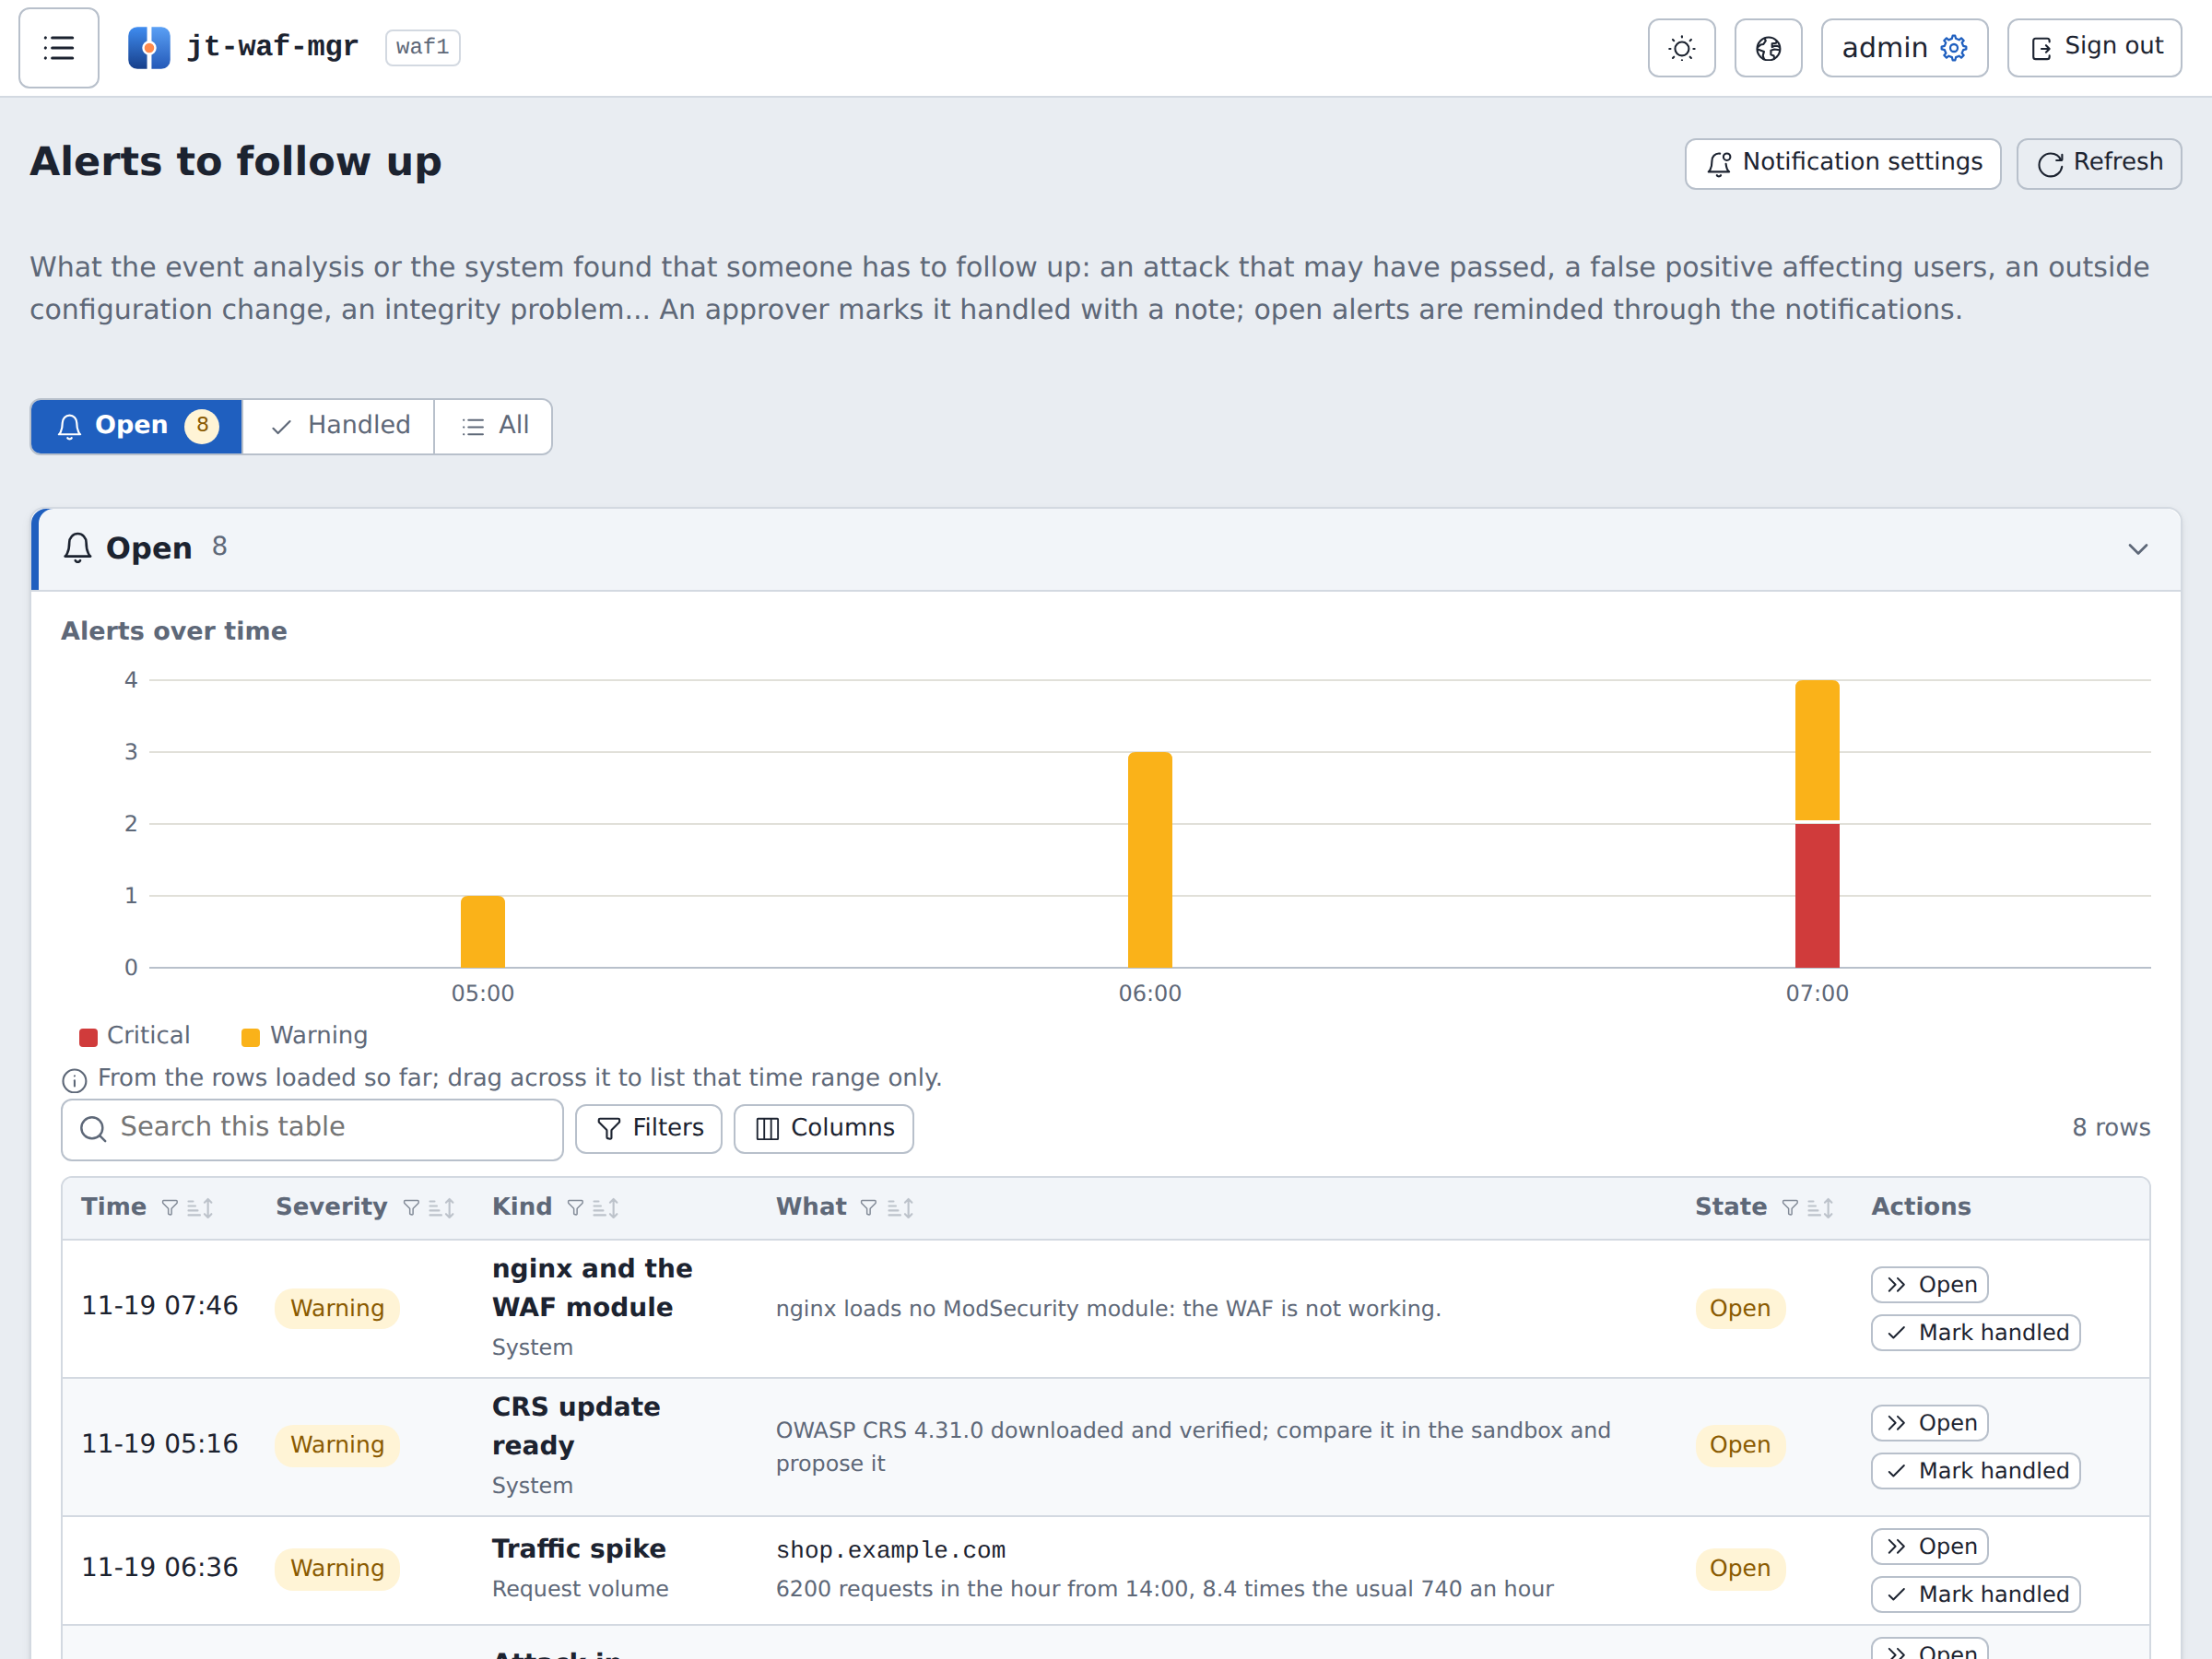 jt-waf-mgr waf1 admin Sign out
Alerts to follow up Notification settings Refresh
What the event analysis or the system found that someone has to follow up: an attack that may have passed, a false positive affecting users, an outside
configuration change, an integrity problem... An approver marks it handled with a note; open alerts are reminded through the notifications.
Open 8 Handled All
Open 8
Alerts over time
4
3
2
1
0
05:00 06:00 07:00
Critical Warning
From the rows loaded so far; drag across it to list that time range only.
Search this table Filters Columns 8 rows
Time Severity Kind What State Actions
11-19 07:46 Warning nginx and the WAF module System nginx loads no ModSecurity module: the WAF is not working. Open Open Mark handled
11-19 05:16 Warning CRS update ready System OWASP CRS 4.31.0 downloaded and verified; compare it in the sandbox and propose it Open Open Mark handled
11-19 06:36 Warning Traffic spike Request volume shop.example.com 6200 requests in the hour from 14:00, 8.4 times the usual 740 an hour Open Open Mark handled
Attack in Open